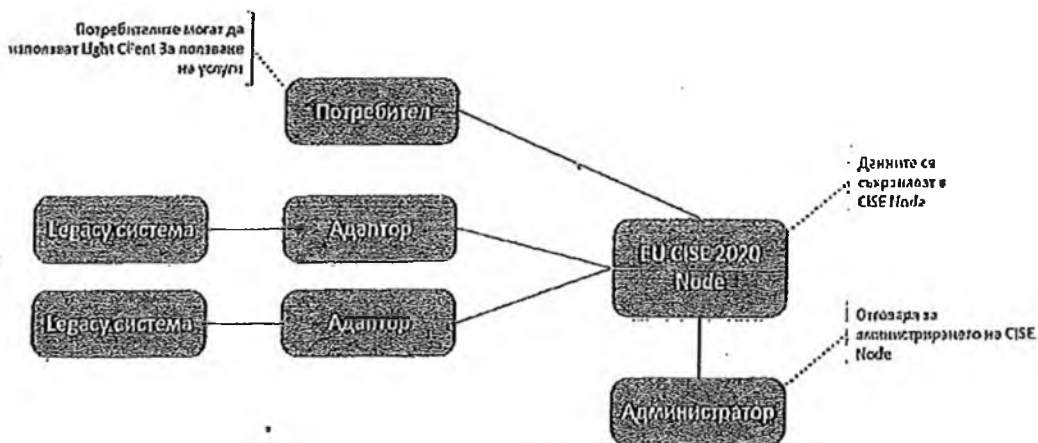 Потребителите могат да
използват Light Client За ползване
на услуги
Потребител
Данните се
съхраняват в
CISE Node
Legacy система
Адаптор
EU CISE 2020
Node
Legacy система
Адаптор
Отговаря за
администрирането на CISE
Node
Администратор